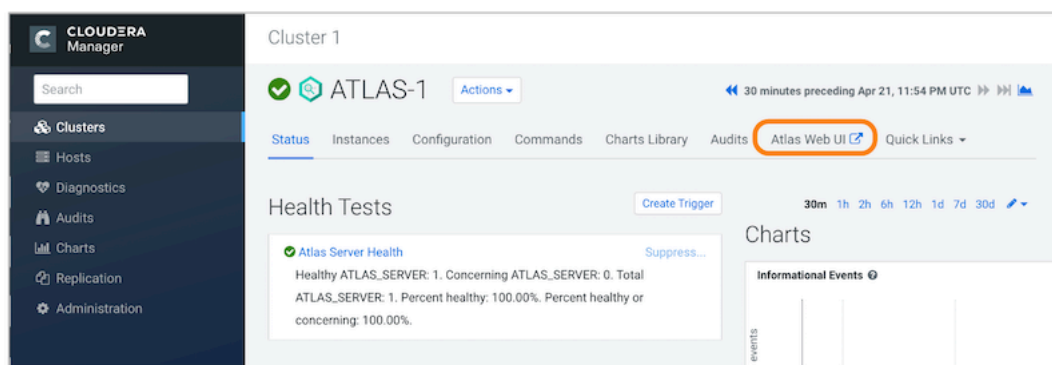 CLOUDERA
Manager
Search
Clusters
Hosts
Diagnostics
Audits
Charts
Replication
Administration
Cluster 1
ATLAS-1 Actions
30 minutes preceding Apr 21, 11:54 PM UTC
Status Instances Configuration Commands Charts Library Audits Atlas Web UI Quick Links
Health Tests Create Trigger
Atlas Server Health Suppress...
Healthy ATLAS_SERVER: 1. Concerning ATLAS_SERVER: 0. Total
ATLAS_SERVER: 1. Percent healthy: 100.00%. Percent healthy or
concerning: 100.00%.
30m 1h 2h 6h 12h 1d 7d 30d
Charts
Informational Events
events